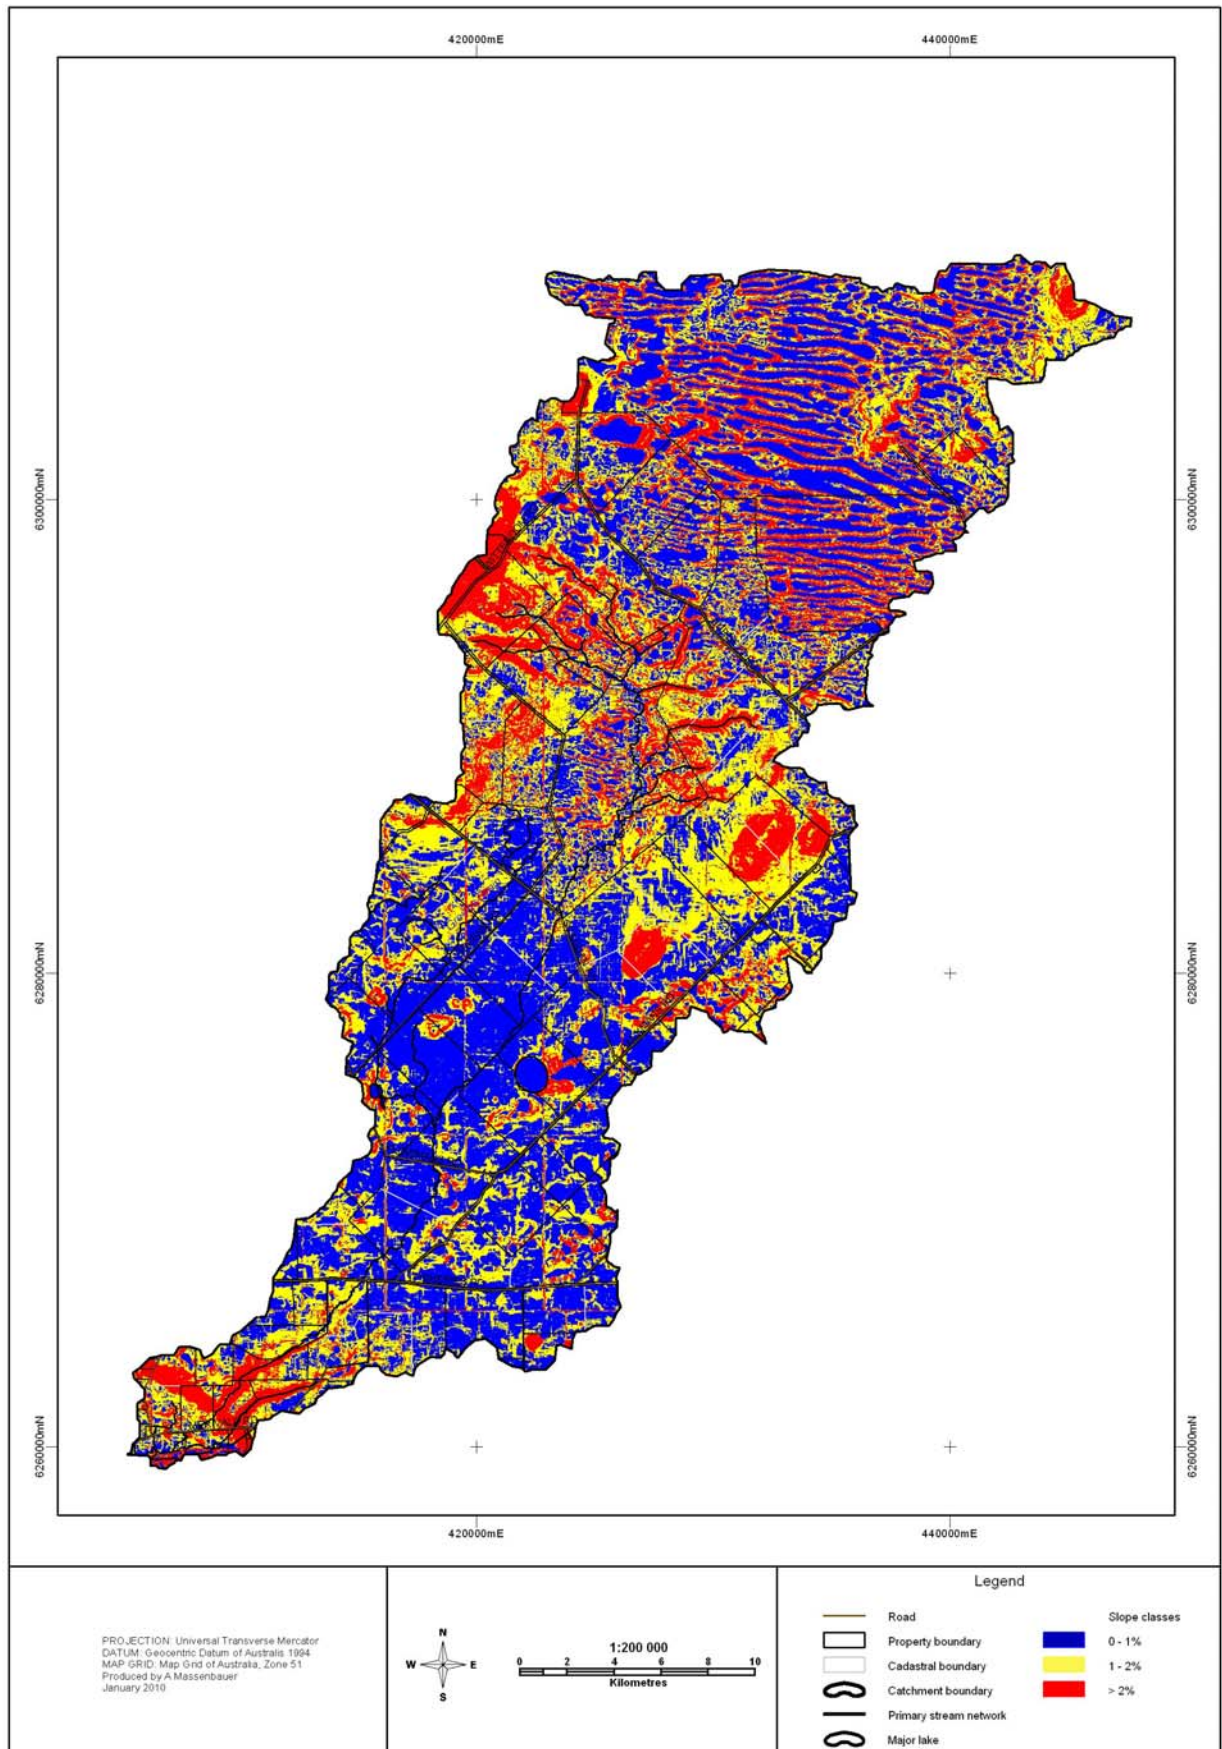 420000mE
440000mE
6300000mN
6300000mN
6280000mN
6280000mN
6260000mN
6260000mN
420000mE
440000mE
PROJECTION: Universal Transverse Mercator
DATUM: Geocentric Datum of Australis 1994
MAP GRID: Map Grid of Australia, Zone 51
Produced by A Massenbauer
January 2010
N
W
E
S
1:200 000
0 2 4 6 8 10
Kilometres
Legend
Road
Property boundary
Cadastral boundary
Catchment boundary
Primary stream network
Major lake
Slope classes
0 - 1%
1 - 2%
> 2%